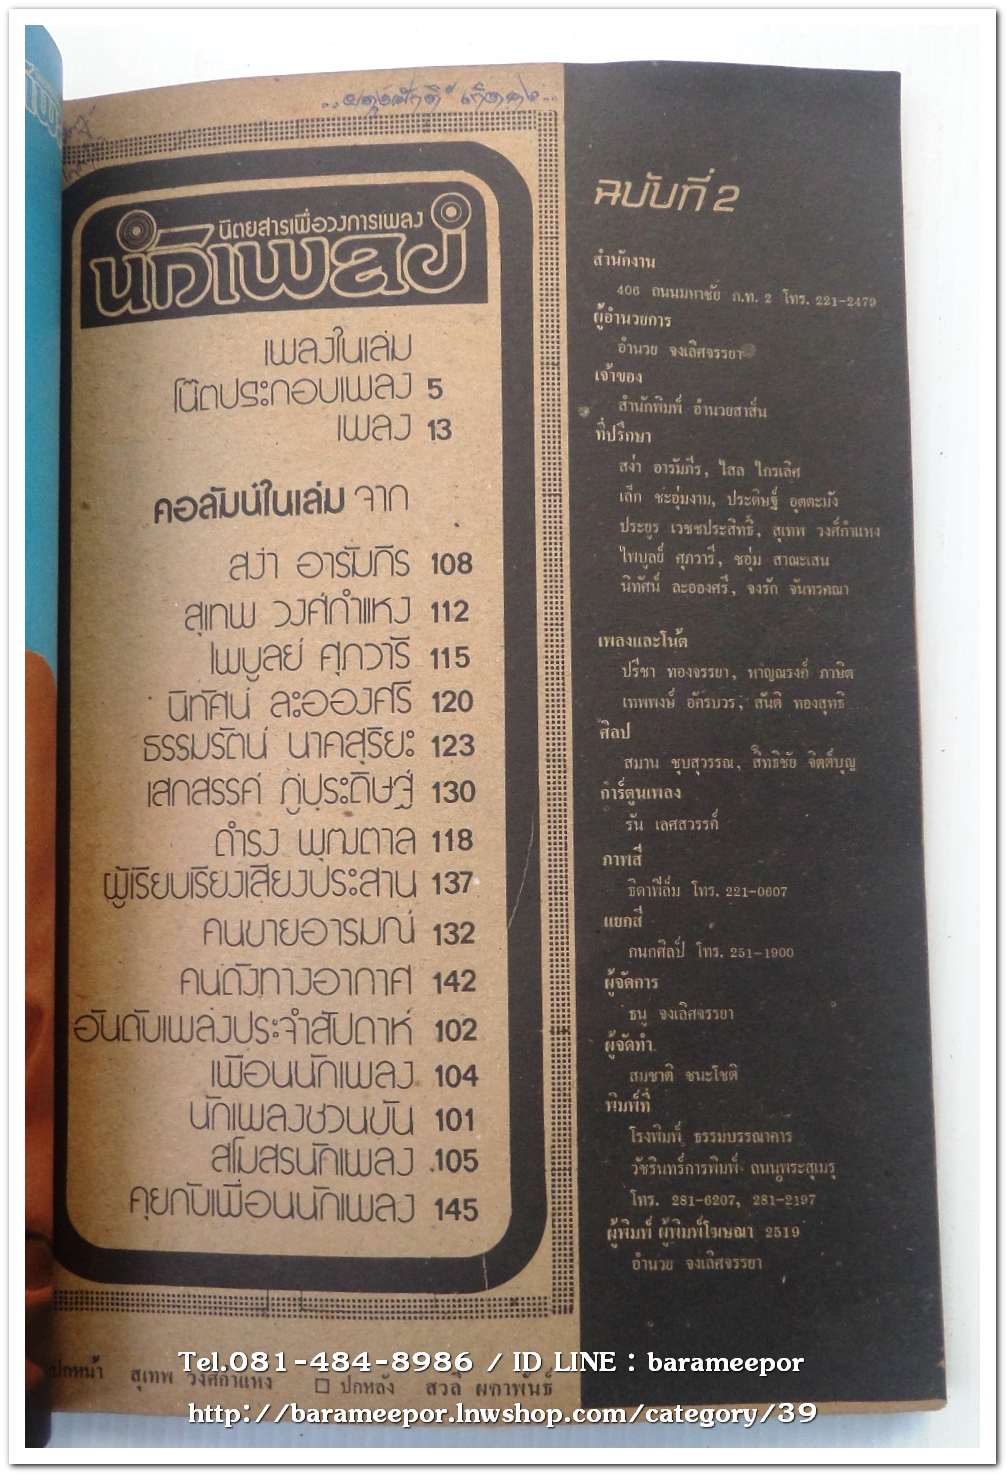 นิตยสารเพื่อวงการเพลง
นักเพลง
เพลงในเล่ม
โน๊ตประกอบเพลง 5
เพลง 13
คอลัมน์ในเล่ม จาก
สง่า อารัมภีร 108
สุเทพ วงศ์กำแหง 112
ไพบูลย์ ศุภวารี 115
นิทัศน์ ละอองศรี 120
ธรรมรัตน์ นาคสุริยะ 123
เสกสรรค์ ภู่ประดิษฐ์ 130
ดำรง พุฒตาล 118
ผู้เรียบเรียงเสียงประสาน 137
คนขายอารมณ์ 132
คนดังทางอากาศ 142
อันดับเพลงประจำสัปดาห์ 102
เพื่อนนักเพลง 104
นักเพลงชวนขัน 101
สโมสรนักเพลง 105
คุยกับเพื่อนนักเพลง 145
ปกหน้า สุเทพ วงศ์กำแหง □ ปกหลัง สวลี ผกาพันธ์
ฉบับที่ 2
สำนักงาน
406 ถนนมหาชัย ก.ท. 2 โทร. 221-2479
ผู้อำนวยการ
อำนวย จงเลิศจรรยา
เจ้าของ
สำนักพิมพ์ อำนวยสาส์น
ที่ปรึกษา
สง่า อารัมภีร, ไสล ไกรเลิศ
เล็ก ชะอุ่มงาม, ประดิษฐ์ อุตตะมัง
ประยูร เวชชประสิทธิ์, สุเทพ วงศ์กำแหง
ไพบูลย์ ศุภวารี, ชอุ่ม สาณะเสน
นิทัศน์ ละอองศรี, จงรัก จันทรคณา
เพลงและโน้ต
ปรีชา ทองจรรยา, หาญณรงค์ ภาษิต
เทพพงษ์ อัครบวร, สันติ ทองสุทธิ
ศิลป
สมาน ชุบสุวรรณ, สิทธิชัย จิตต์บุญ
การ์ตูนเพลง
รัน เลศสวรรค์
ภาพสี
ธิดาฟิล์ม โทร. 221-0607
แยกสี
กนกศิลป์ โทร. 251-1900
ผู้จัดการ
ธนู จงเลิศจรรยา
ผู้จัดทำ
สมชาติ ชนะโชติ
พิมพ์ที่
โรงพิมพ์ ธรรมบรรณาคาร
วัชรินทร์การพิมพ์ ถนนพระสุเมรุ
โทร. 281-6207, 281-2197
ผู้พิมพ์ ผู้พิมพ์โฆษณา 2519
อำนวย จงเลิศจรรยา
Tel.081-484-8986 / ID LINE : barameepor
http://barameepor.lnwshop.com/category/39